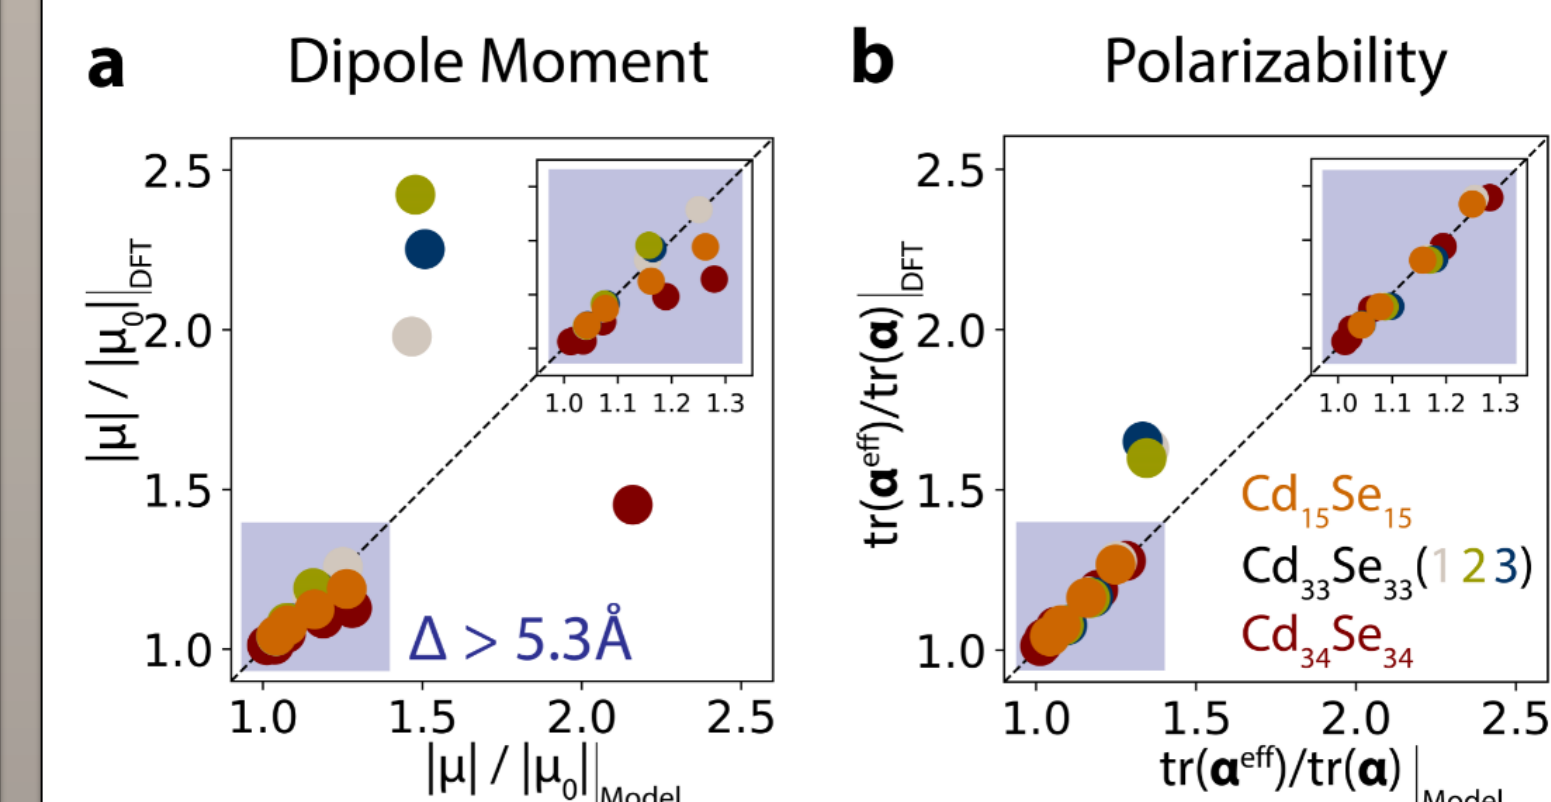 a Dipole Moment
|μ| / |μ₀| |DFT
2.5
2.0
1.5
1.0
1.0 1.1 1.2 1.3
Δ > 5.3Å
1.0 1.5 2.0 2.5
|μ| / |μ₀| |Model
b Polarizability
tr(αᵉᶠᶠ)/tr(α) |DFT
2.5
2.0
1.5
1.0
1.0 1.1 1.2 1.3
Cd₁₅Se₁₅
Cd₃₃Se₃₃(1 2 3)
Cd₃₄Se₃₄
1.0 1.5 2.0 2.5
tr(αᵉᶠᶠ)/tr(α) |Model